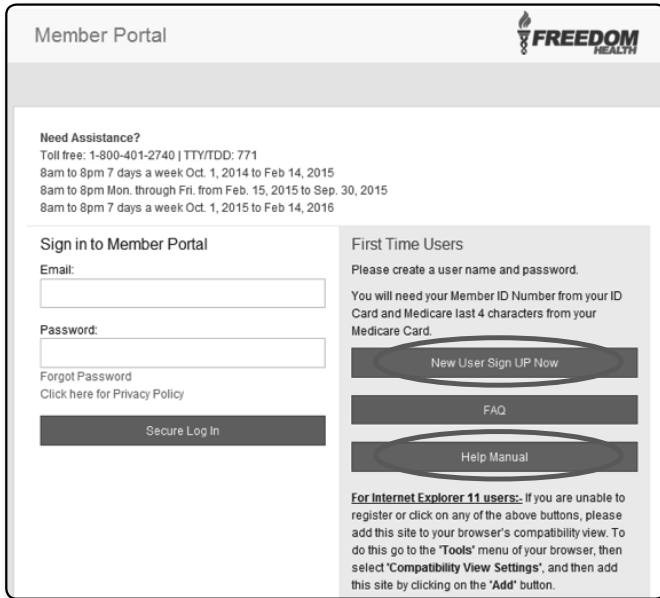 Member Portal
FREEDOM
HEALTH
Need Assistance?
Toll free: 1-800-401-2740 | TTY/TDD: 771
8am to 8pm 7 days a week Oct. 1, 2014 to Feb 14, 2015
8am to 8pm Mon. through Fri. from Feb. 15, 2015 to Sep. 30, 2015
8am to 8pm 7 days a week Oct. 1, 2015 to Feb 14, 2016
Sign in to Member Portal
Email:
Password:
Forgot Password
Click here for Privacy Policy
Secure Log In
First Time Users
Please create a user name and password.
You will need your Member ID Number from your ID
Card and Medicare last 4 characters from your
Medicare Card.
New User Sign UP Now
FAQ
Help Manual
For Internet Explorer 11 users:- If you are unable to
register or click on any of the above buttons, please
add this site to your browser's compatibility view. To
do this go to the 'Tools' menu of your browser, then
select 'Compatibility View Settings', and then add
this site by clicking on the 'Add' button.